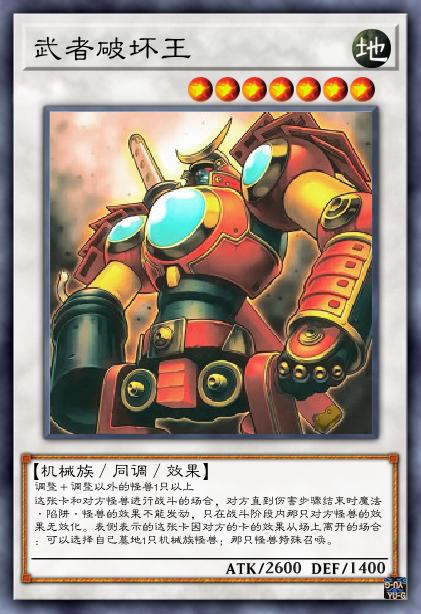 武者破坏王
地
【机械族／同调／效果】
调整＋调整以外的怪兽1只以上
这张卡和对方怪兽进行战斗的场合，对方直到伤害步骤结束时魔法
·陷阱·怪兽的效果不能发动，只在战斗阶段内那只对方怪兽的效
果无效化。表侧表示的这张卡因对方的卡的效果从场上离开的场合
：可以选择自己墓地1只机械族怪兽；那只怪兽特殊召唤。
ATK/2600 DEF/1400